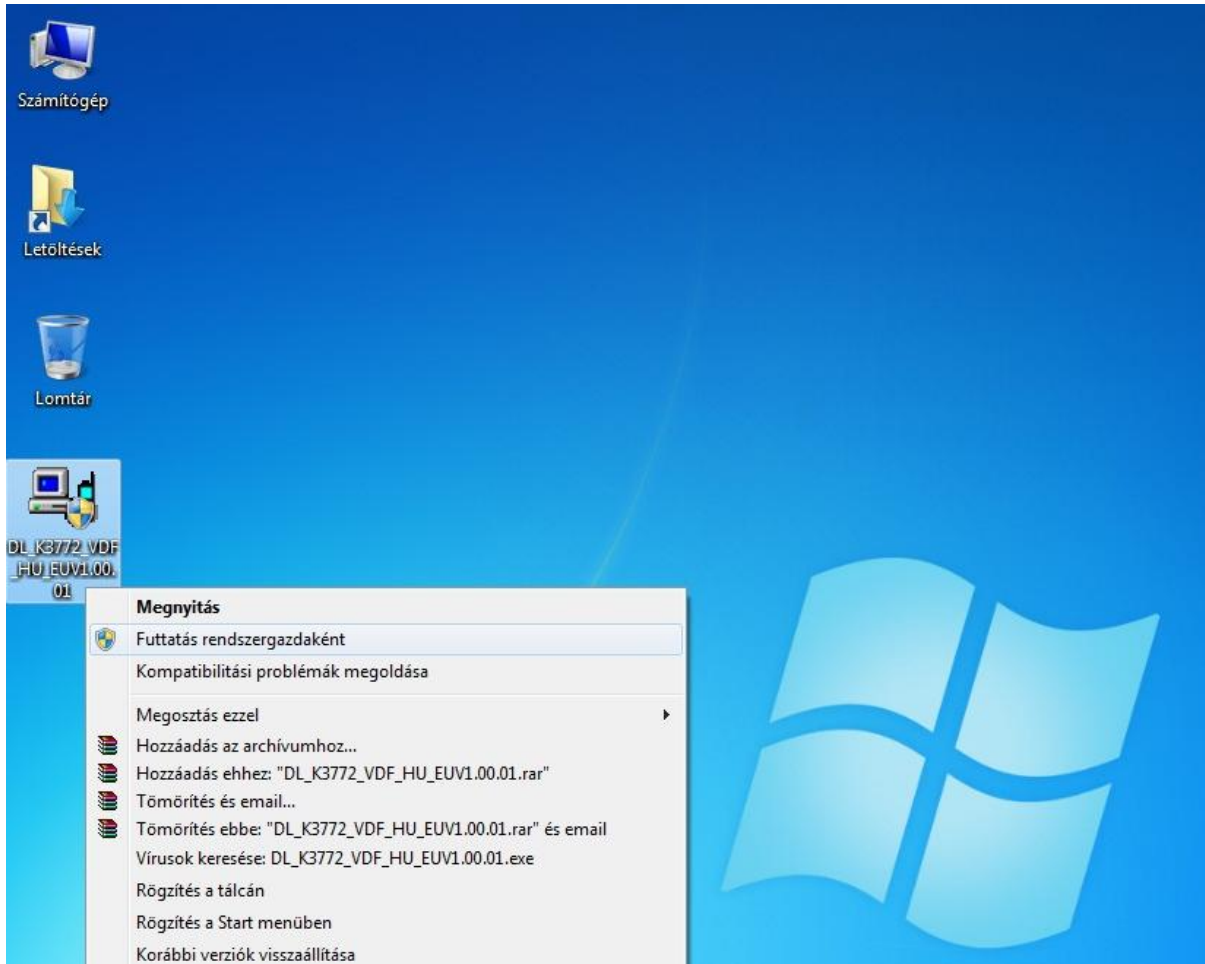 Számítógép
Letöltések
Lomtár
DL_K3772_VDF
_HU_EUV1.00.
01
Megnyitás
Futtatás rendszergazdaként
Kompatibilitási problémák megoldása
Megosztás ezzel
Hozzáadás az archívumhoz...
Hozzáadás ehhez: "DL_K3772_VDF_HU_EUV1.00.01.rar"
Tömörítés és email...
Tömörítés ebbe: "DL_K3772_VDF_HU_EUV1.00.01.rar" és email
Vírusok keresése: DL_K3772_VDF_HU_EUV1.00.01.exe
Rögzítés a tálcán
Rögzítés a Start menüben
Korábbi verziók visszaállítása